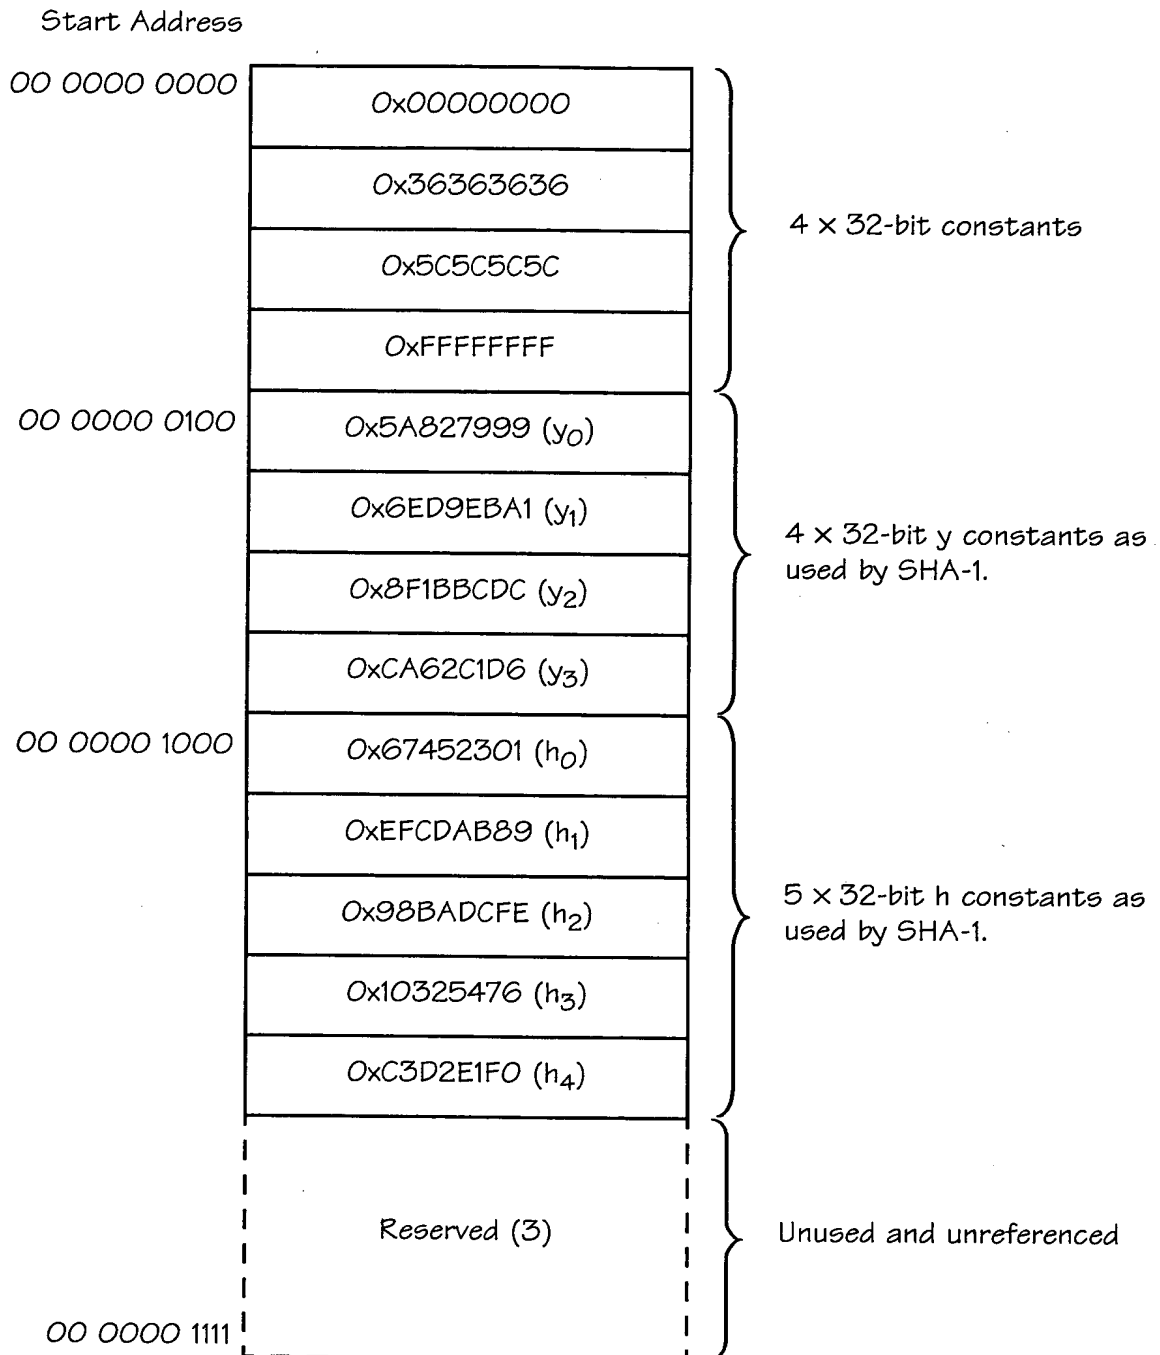 Start Address
00 0000 0000
0x00000000
0x36363636
0x5C5C5C5C
0xFFFFFFFF
4 × 32-bit constants
00 0000 0100
0x5A827999 (y0)
0x6ED9EBA1 (y1)
0x8F1BBCDC (y2)
0xCA62C1D6 (y3)
4 × 32-bit y constants as
used by SHA-1.
00 0000 1000
0x67452301 (h0)
0xEFCDAB89 (h1)
0x98BADCFE (h2)
0x10325476 (h3)
0xC3D2E1F0 (h4)
5 × 32-bit h constants as
used by SHA-1.
Reserved (3)
Unused and unreferenced
00 0000 1111